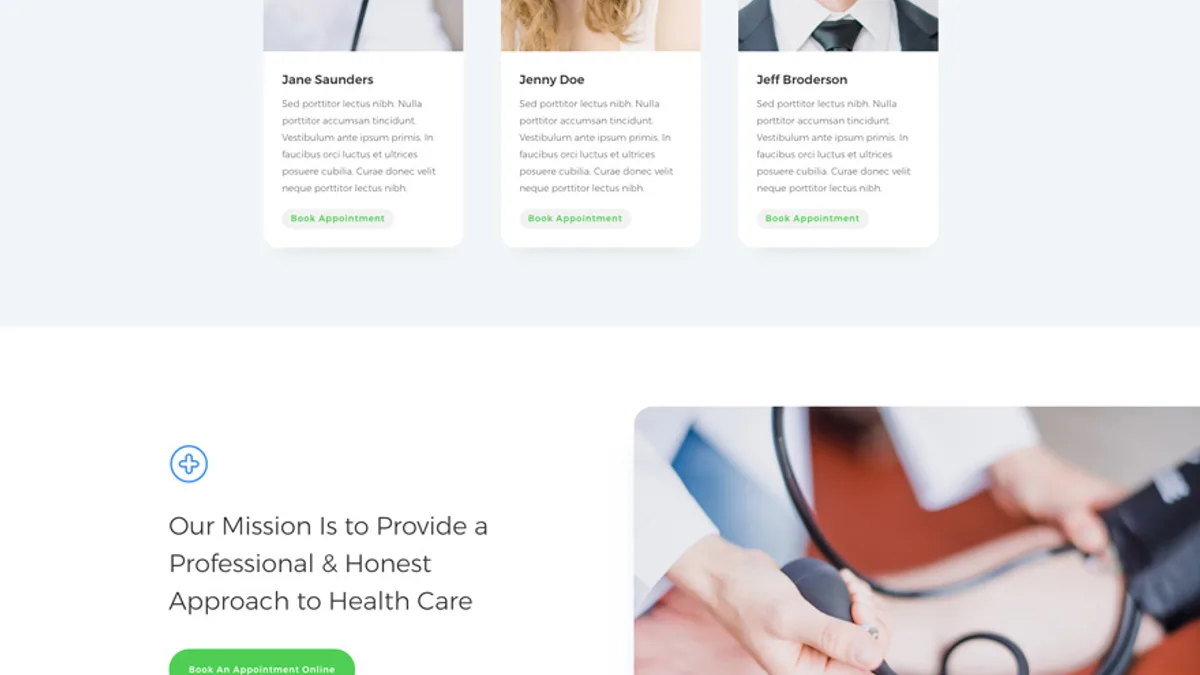 Jane Saunders
Sed porttitor lectus nibh. Nulla
porttitor accumsan tincidunt.
Vestibulum ante ipsum primis. In
faucibus orci luctus et ultrices
posuere cubilia. Curae donec velit
neque porttitor lectus nibh.
Book Appointment
Jenny Doe
Sed porttitor lectus nibh. Nulla
porttitor accumsan tincidunt.
Vestibulum ante ipsum primis. In
faucibus orci luctus et ultrices
posuere cubilia. Curae donec velit
neque porttitor lectus nibh.
Book Appointment
Jeff Broderson
Sed porttitor lectus nibh. Nulla
porttitor accumsan tincidunt.
Vestibulum ante ipsum primis. In
faucibus orci luctus et ultrices
posuere cubilia. Curae donec velit
neque porttitor lectus nibh.
Book Appointment
Our Mission Is to Provide a
Professional & Honest
Approach to Health Care
Book An Appointment Online